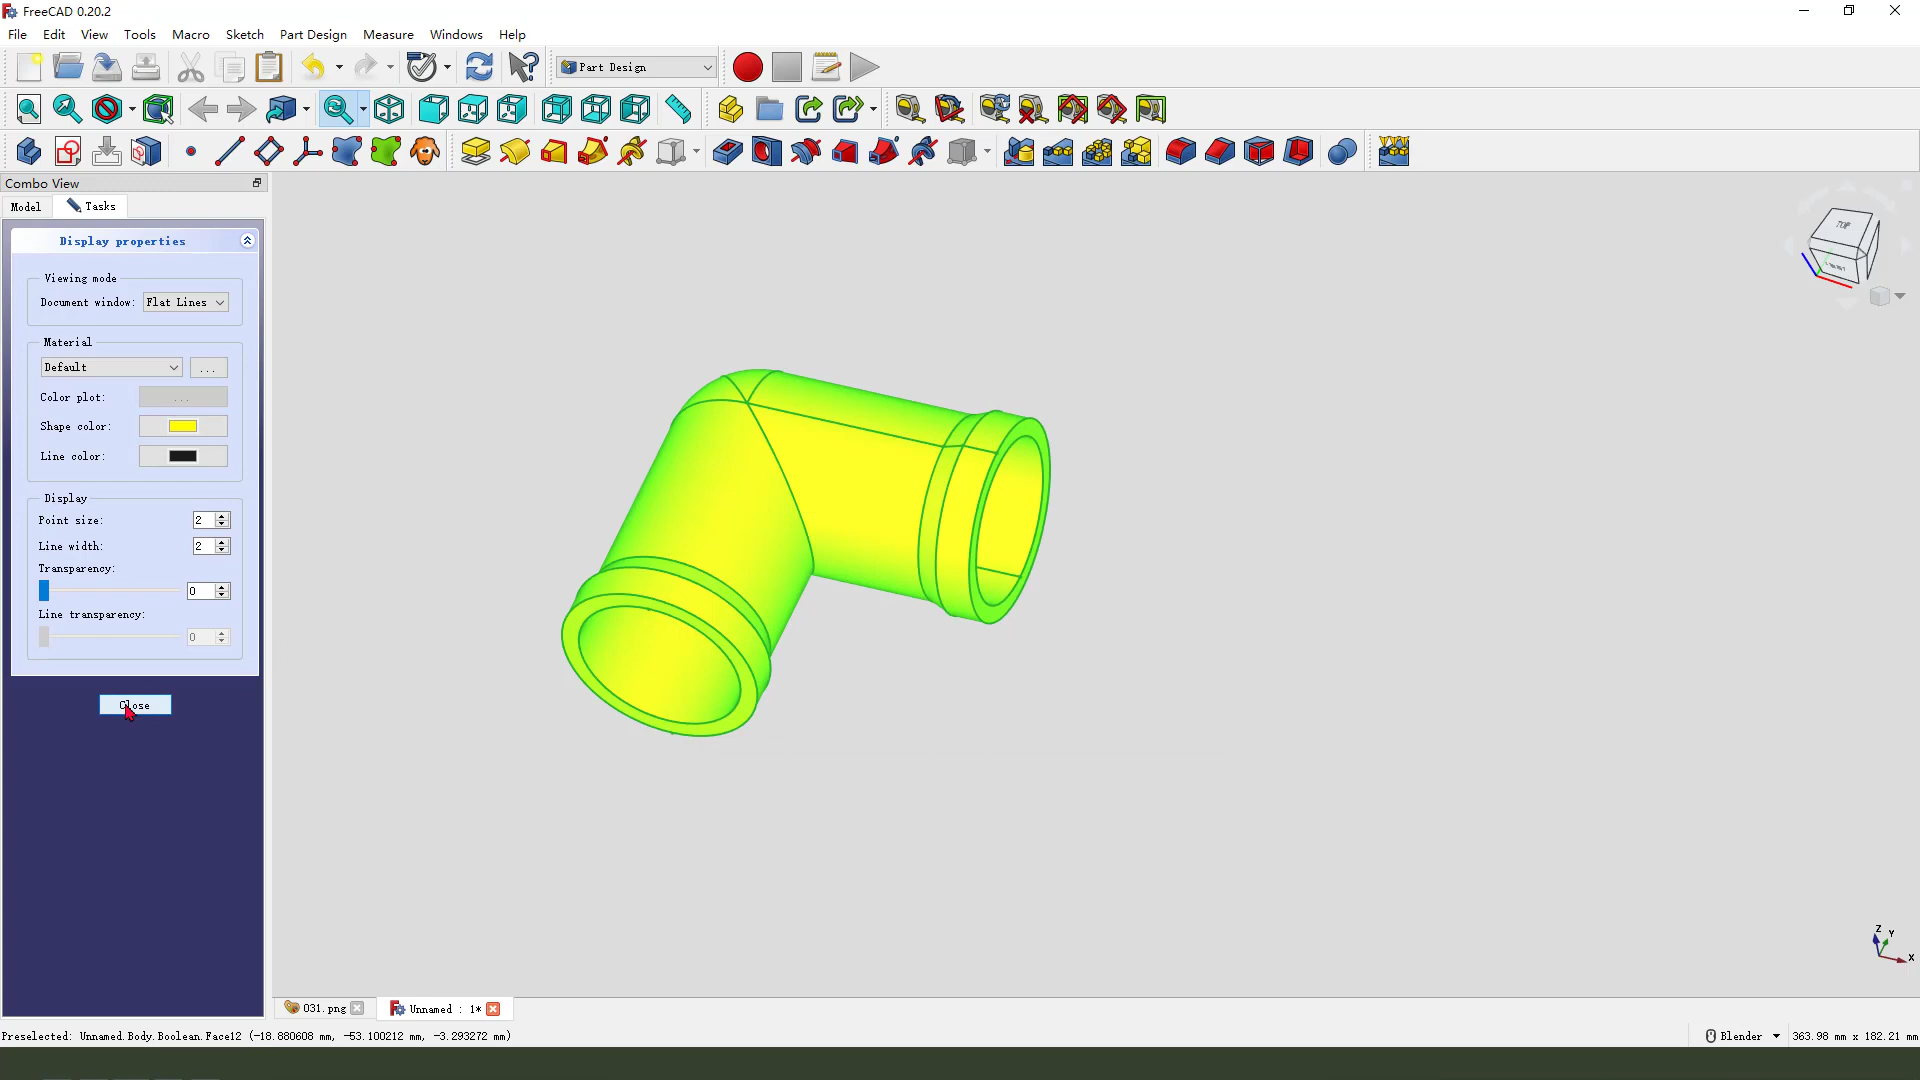 FreeCAD 0.20.2
File Edit View Tools Macro Sketch Part Design Measure Windows Help
Part Design
Combo View
Model Tasks
Display properties
Viewing mode
Document window: Flat Lines
Material
Default ...
Color plot: ...
Shape color:
Line color:
Display
Point size: 2
Line width: 2
Transparency:
0
Line transparency:
0
Close
TOP
Z Y
X
031.png Unnamed : 1*
Preselected: Unnamed.Body.Boolean.Face12 (-18.880608 mm, -53.100212 mm, -3.293272 mm)
Blender 363.98 mm x 182.21 mm